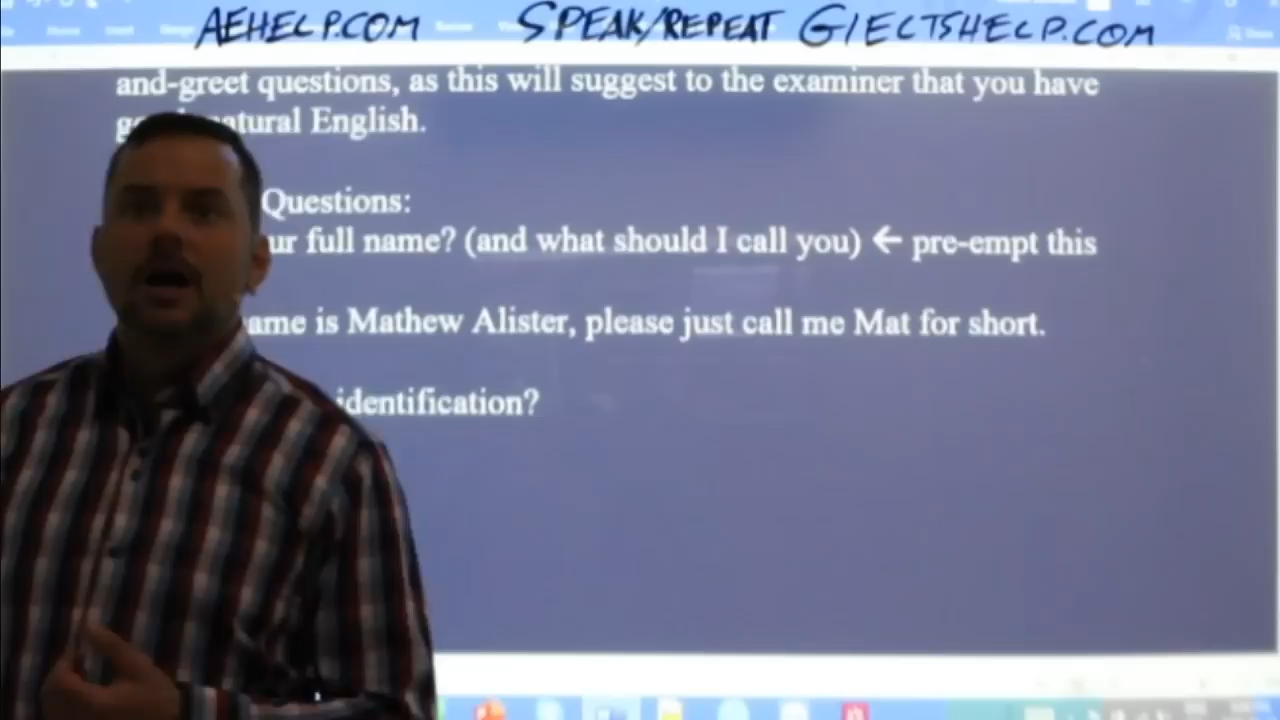 AEHELP.COM SPEAK/REPEAT GIELTSHELP.COM
and-greet questions, as this will suggest to the examiner that you have
natural English.
Questions:
ur full name? (and what should I call you) ← pre-empt this
ame is Mathew Alister, please just call me Mat for short.
identification?